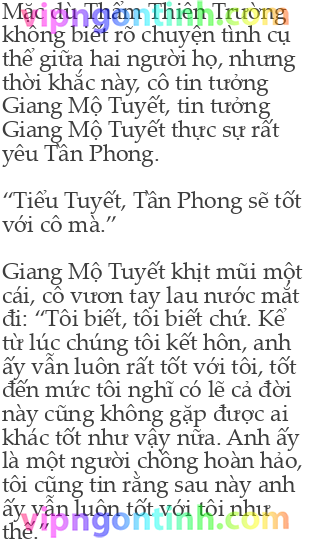 Mặc dù Thẩm Thiên Trường
không biết rõ chuyện tình cụ
thể giữa hai người họ, nhưng
thời khắc này, cô tin tưởng
Giang Mộ Tuyết, tin tưởng
Giang Mộ Tuyết thực sự rất
yêu Tần Phong.
“Tiểu Tuyết, Tần Phong sẽ tốt
với cô mà.”
Giang Mộ Tuyết khịt mũi một
cái, cô vươn tay lau nước mắt
đi: “Tôi biết, tôi biết chứ. Kể
từ lúc chúng tôi kết hôn, anh
ấy vẫn luôn rất tốt với tôi, tốt
đến mức tôi nghĩ có lẽ cả đời
này cũng không gặp được ai
khác tốt như vậy nữa. Anh ấy
là một người chồng hoàn hảo,
tôi cũng tin rằng sau này anh
ấy vẫn luôn tốt với tôi như
thế.”
vipngontinh.com
vipngontinh.com